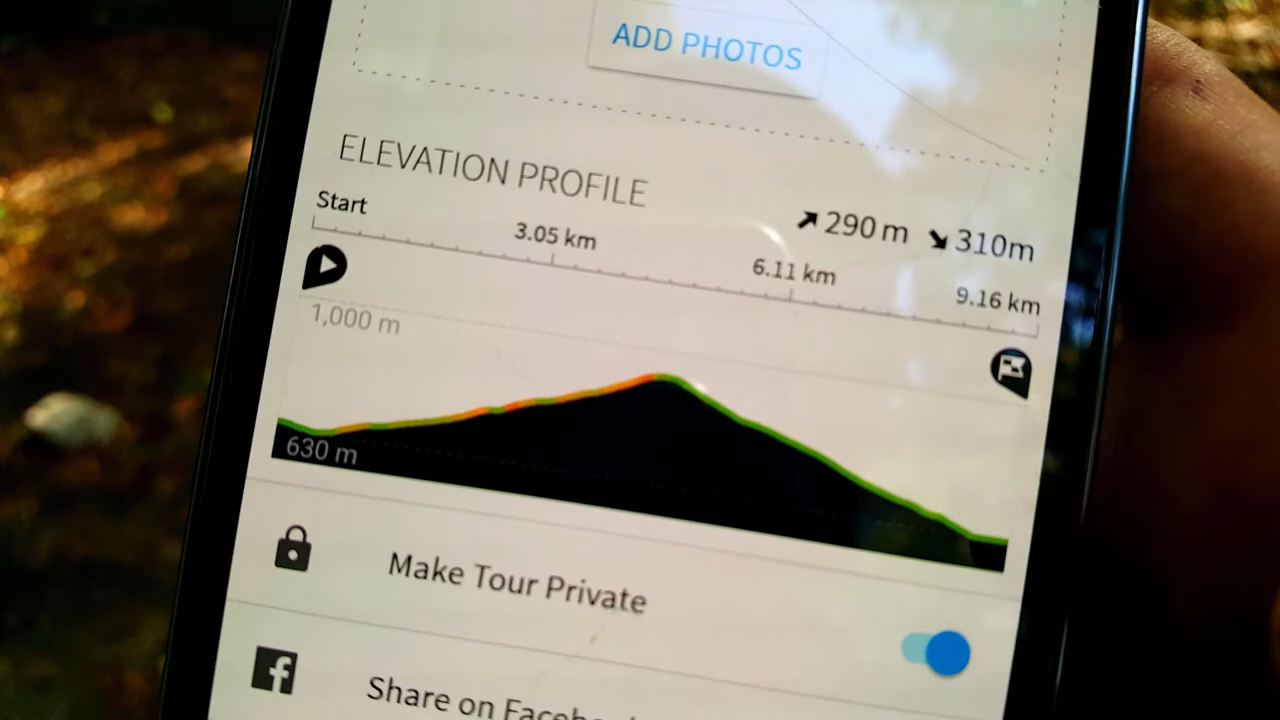 ADD PHOTOS
ELEVATION PROFILE
290 m 310m
Start 3.05 km 6.11 km 9.16 km
1,000 m
630 m
Make Tour Private
Share on